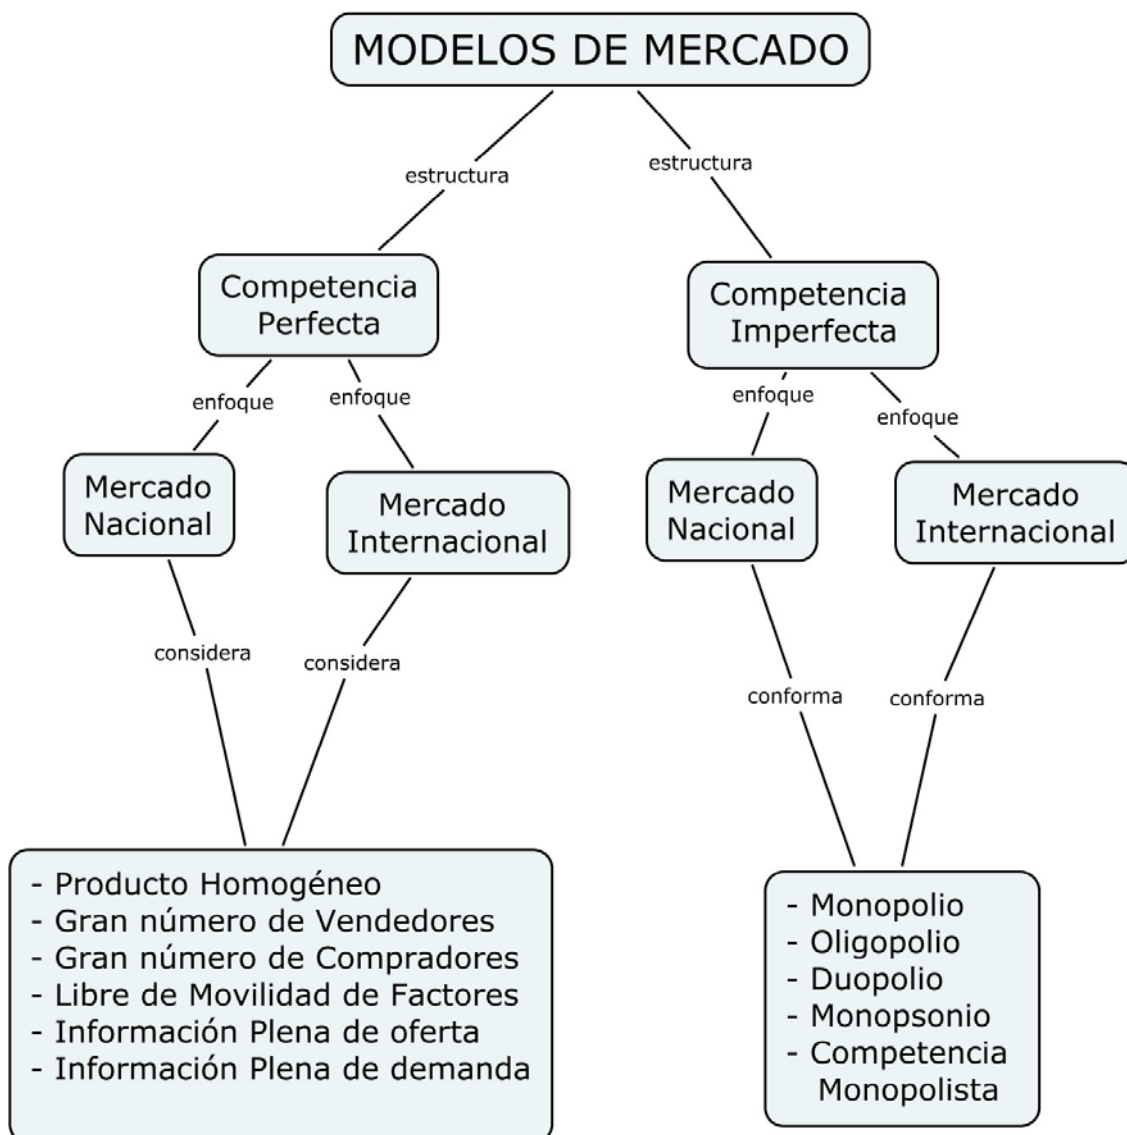 MODELOS DE MERCADO
estructura
estructura
Competencia
Perfecta
Competencia
Imperfecta
enfoque
enfoque
enfoque
enfoque
Mercado
Nacional
Mercado
Internacional
Mercado
Nacional
Mercado
Internacional
considera
considera
conforma
conforma
- Producto Homogéneo
- Gran número de Vendedores
- Gran número de Compradores
- Libre de Movilidad de Factores
- Información Plena de oferta
- Información Plena de demanda
- Monopolio
- Oligopolio
- Duopolio
- Monopsonio
- Competencia
Monopolista